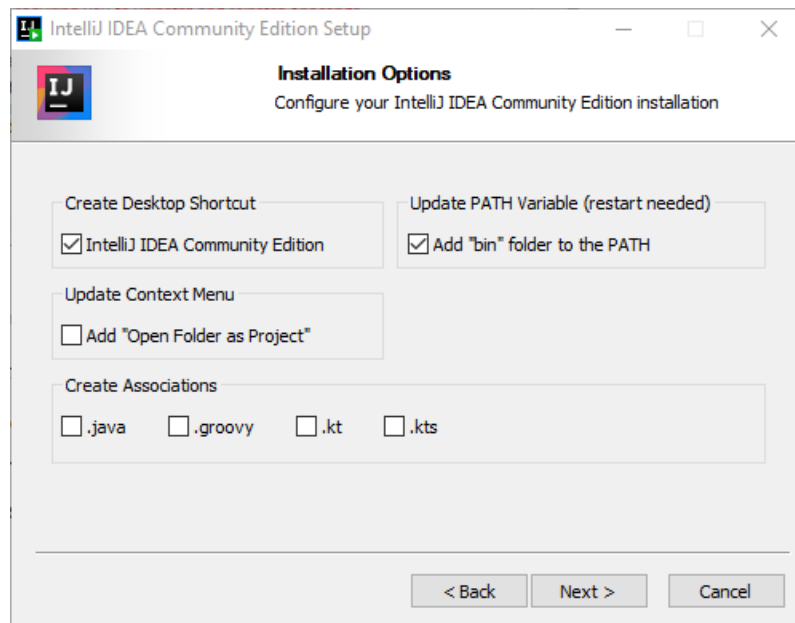 IntelliJ IDEA Community Edition Setup
IJ
Installation Options
Configure your IntelliJ IDEA Community Edition installation
Create Desktop Shortcut
IntelliJ IDEA Community Edition
Update PATH Variable (restart needed)
Add "bin" folder to the PATH
Update Context Menu
Add "Open Folder as Project"
Create Associations
.java .groovy .kt .kts
< Back Next > Cancel